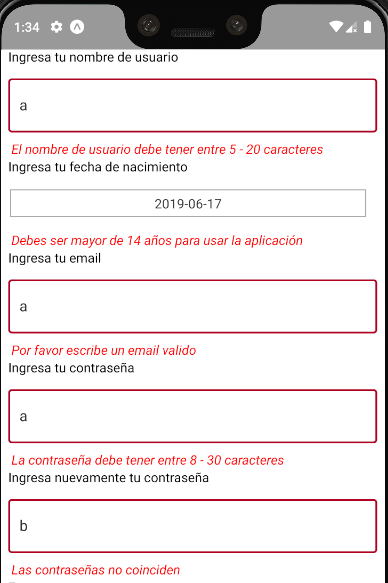 1:34
Ingresa tu nombre de usuario
a
El nombre de usuario debe tener entre 5 - 20 caracteres
Ingresa tu fecha de nacimiento
2019-06-17
Debes ser mayor de 14 años para usar la aplicación
Ingresa tu email
a
Por favor escribe un email valido
Ingresa tu contraseña
a
La contraseña debe tener entre 8 - 30 caracteres
Ingresa nuevamente tu contraseña
b
Las contraseñas no coinciden